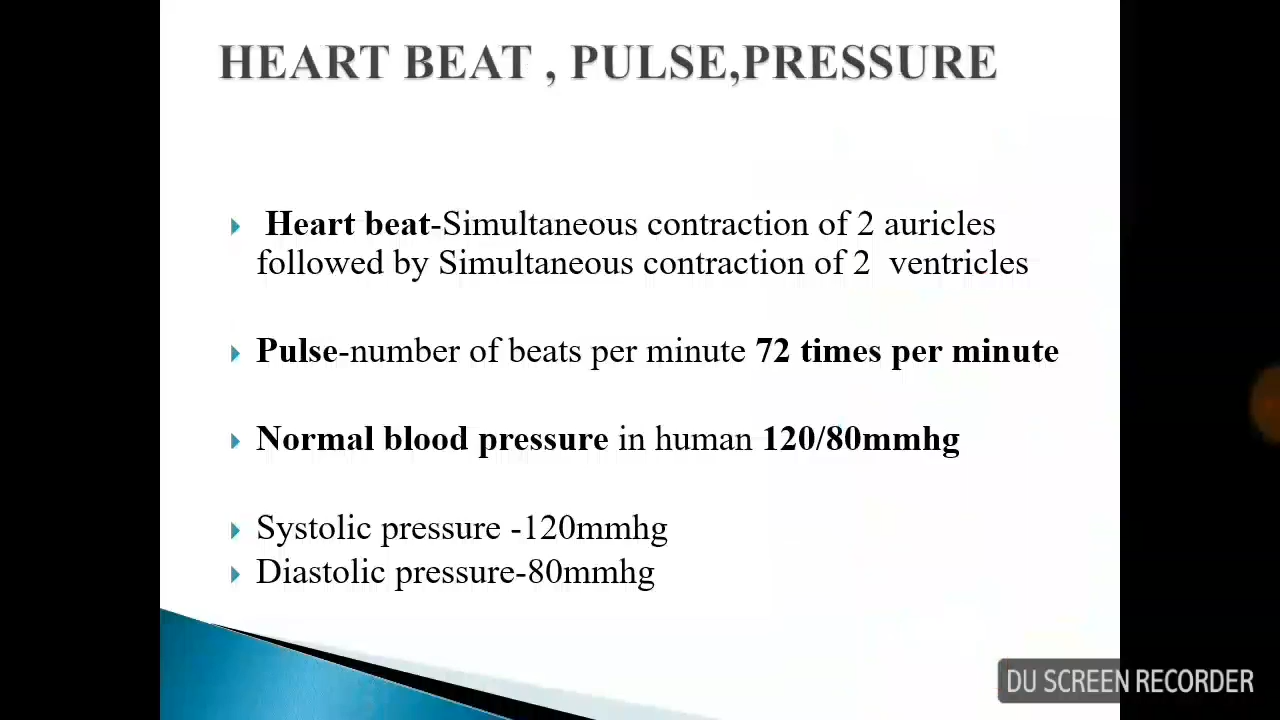 HEART BEAT , PULSE,PRESSURE
Heart beat-Simultaneous contraction of 2 auricles
followed by Simultaneous contraction of 2 ventricles
Pulse-number of beats per minute 72 times per minute
Normal blood pressure in human 120/80mmhg
Systolic pressure -120mmhg
Diastolic pressure-80mmhg
DU SCREEN RECORDER